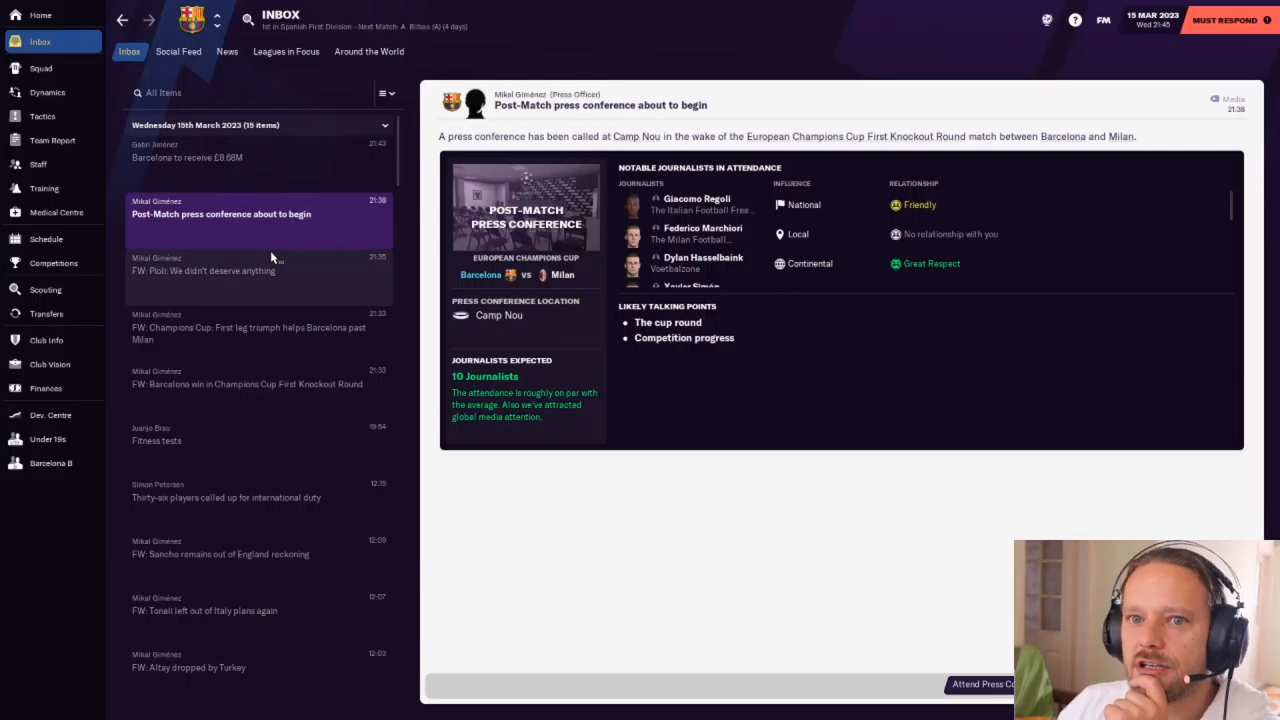 Home
Inbox
Squad
Dynamics
Tactics
Team Report
Staff
Training
Medical Centre
Schedule
Competitions
Scouting
Transfers
Club Info
Club Vision
Finances
Dev. Centre
Under 19s
Barcelona B
INBOX
1st in Spanish First Division - Next Match: A. Bilbao (A) (4 days)
FM
15 MAR 2023
Wed 21:45
MUST RESPOND
Inbox
Social Feed
News
Leagues in Focus
Around the World
All Items
Wednesday 15th March 2023 (15 items)
Gabri Jiménez 21:43
Barcelona to receive £8.68M
Mikal Giménez 21:38
Post-Match press conference about to begin
Mikal Giménez 21:35
FW: Pioli: We didn't deserve anything
Mikal Giménez 21:33
FW: Champions Cup: First leg triumph helps Barcelona past
Milan
Mikal Giménez 21:33
FW: Barcelona win in Champions Cup First Knockout Round
Juanjo Brau 19:54
Fitness tests
Simon Petersen 12:15
Thirty-six players called up for international duty
Mikal Giménez 12:09
FW: Sancho remains out of England reckoning
Mikal Giménez 12:07
FW: Tonali left out of Italy plans again
Mikal Giménez 12:03
FW: Altay dropped by Turkey
Mikal Giménez (Press Officer)
Post-Match press conference about to begin
Media
21:38
A press conference has been called at Camp Nou in the wake of the European Champions Cup First Knockout Round match between Barcelona and Milan.
POST-MATCH
PRESS CONFERENCE
EUROPEAN CHAMPIONS CUP
Barcelona vs Milan
PRESS CONFERENCE LOCATION
Camp Nou
JOURNALISTS EXPECTED
10 Journalists
The attendance is roughly on par with
the average. Also we've attracted
global media attention.
NOTABLE JOURNALISTS IN ATTENDANCE
JOURNALISTS INFLUENCE RELATIONSHIP
Giacomo Regoli
The Italian Football Free...
National
Friendly
Federico Marchiori
The Milan Football...
Local
No relationship with you
Dylan Hasselbaink
Voetbalzone
Continental
Great Respect
Xavier Simón
LIKELY TALKING POINTS
The cup round
Competition progress
Attend Press Co